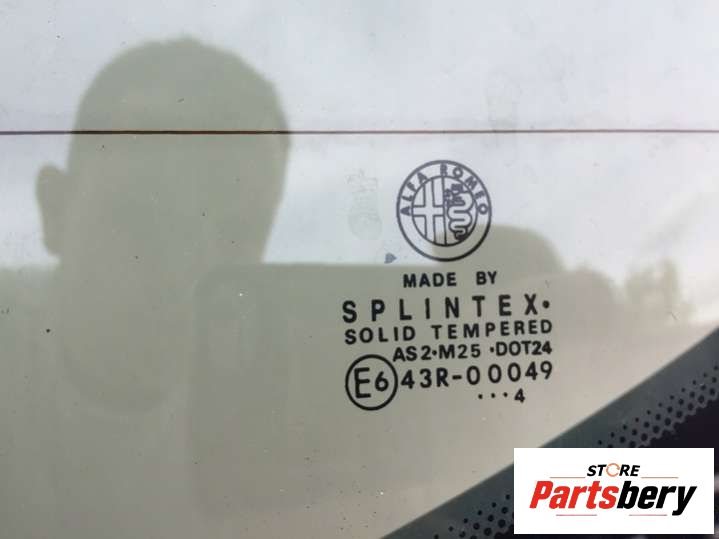 ALFA ROMEO
MADE BY
SPLINTEX·
SOLID TEMPERED
AS2·M25 ·DOT24
E6 43R-00049
···4
STORE
Partsbery